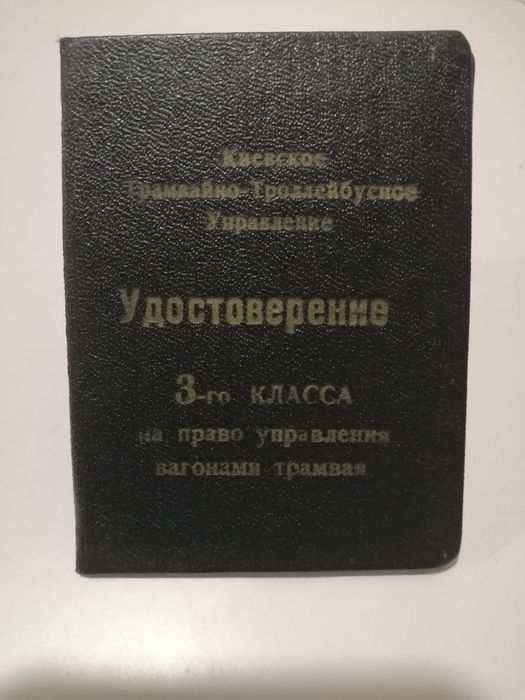 Киевское
Трамвайно-Троллейбусное
Управление
Удостоверение
3-го КЛАССА
на право управления
вагонами трамвая